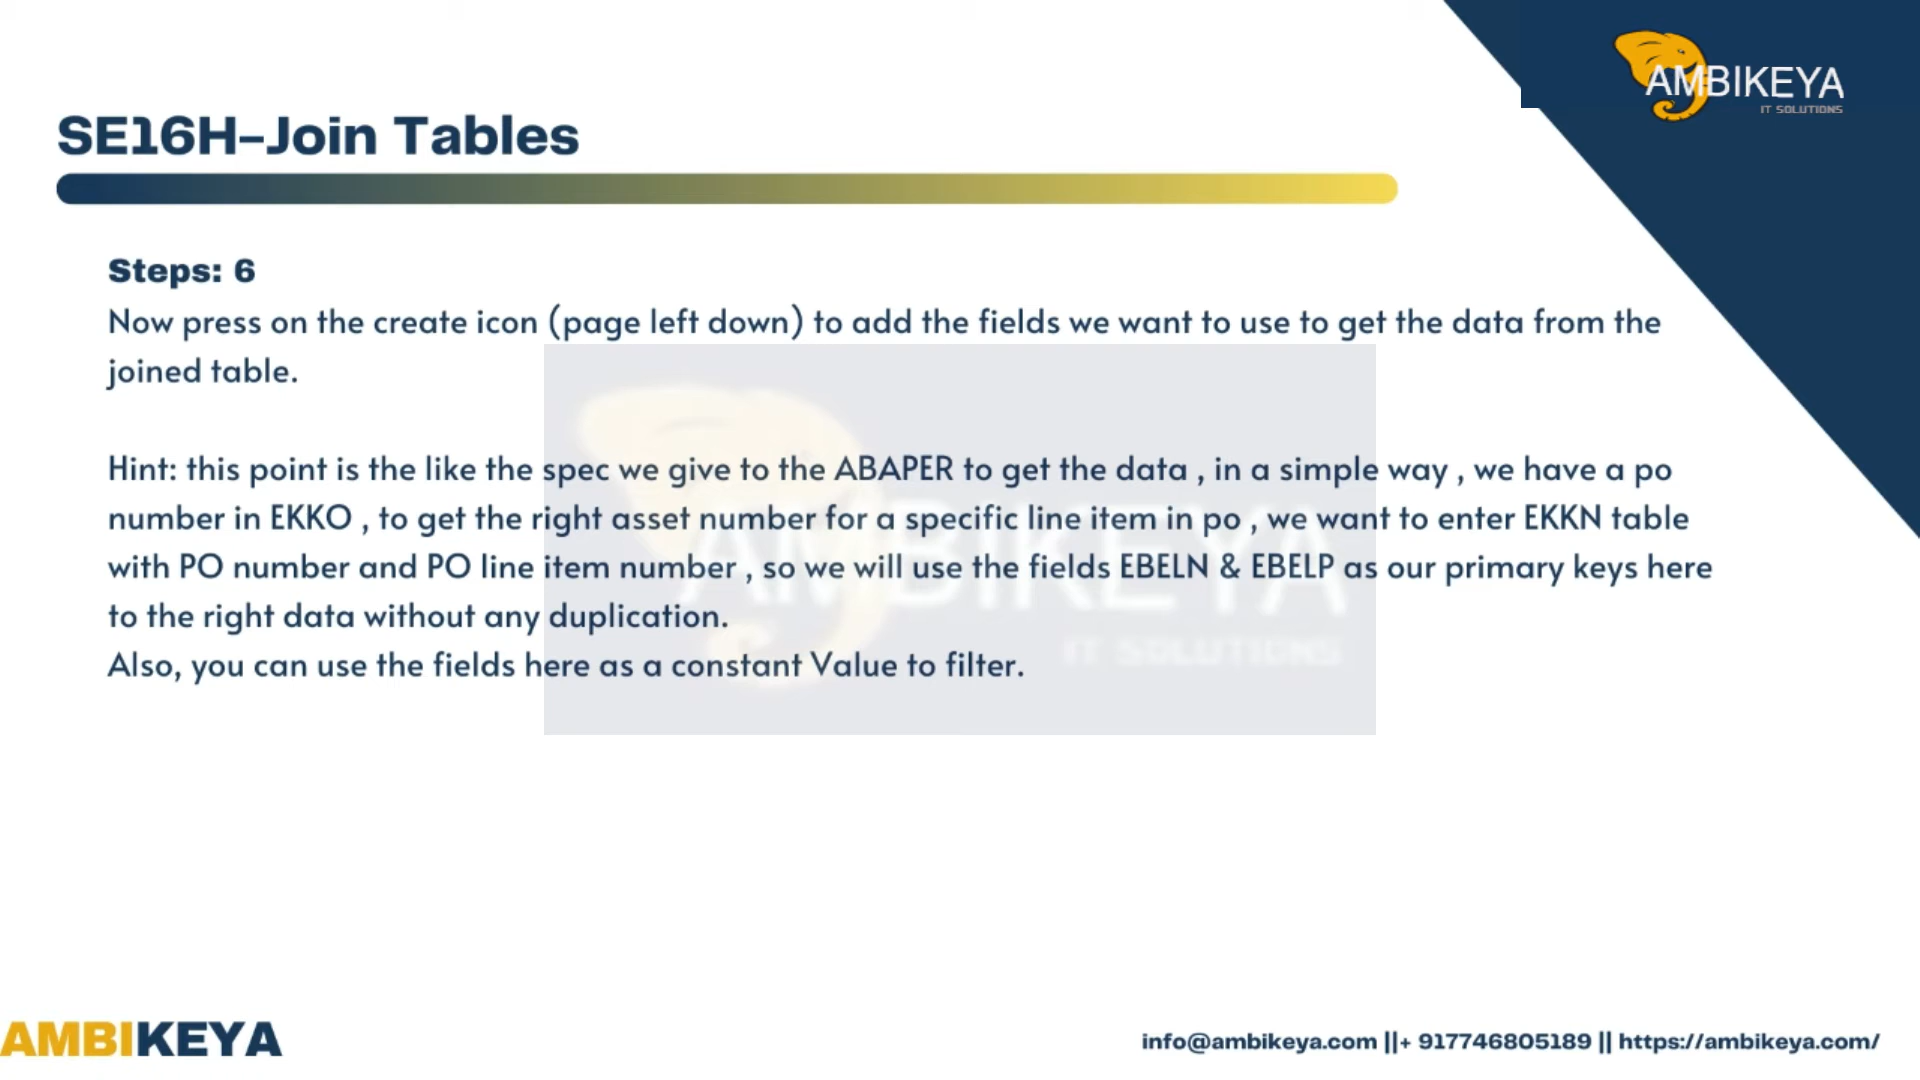 AMBIKEYA
IT SOLUTIONS
SE16H-Join Tables
Steps: 6
Now press on the create icon (page left down) to add the fields we want to use to get the data from the
joined table.
Hint: this point is the like the spec we give to the ABAPER to get the data , in a simple way , we have a po
number in EKKO , to get the right asset number for a specific line item in po , we want to enter EKKN table
with PO number and PO line item number , so we will use the fields EBELN & EBELP as our primary keys here
to the right data without any duplication.
Also, you can use the fields here as a constant Value to filter.
AMBIKEYA
IT SOLUTIONS
AMBIKEYA
info@ambikeya.com ||+ 917746805189 || https://ambikeya.com/